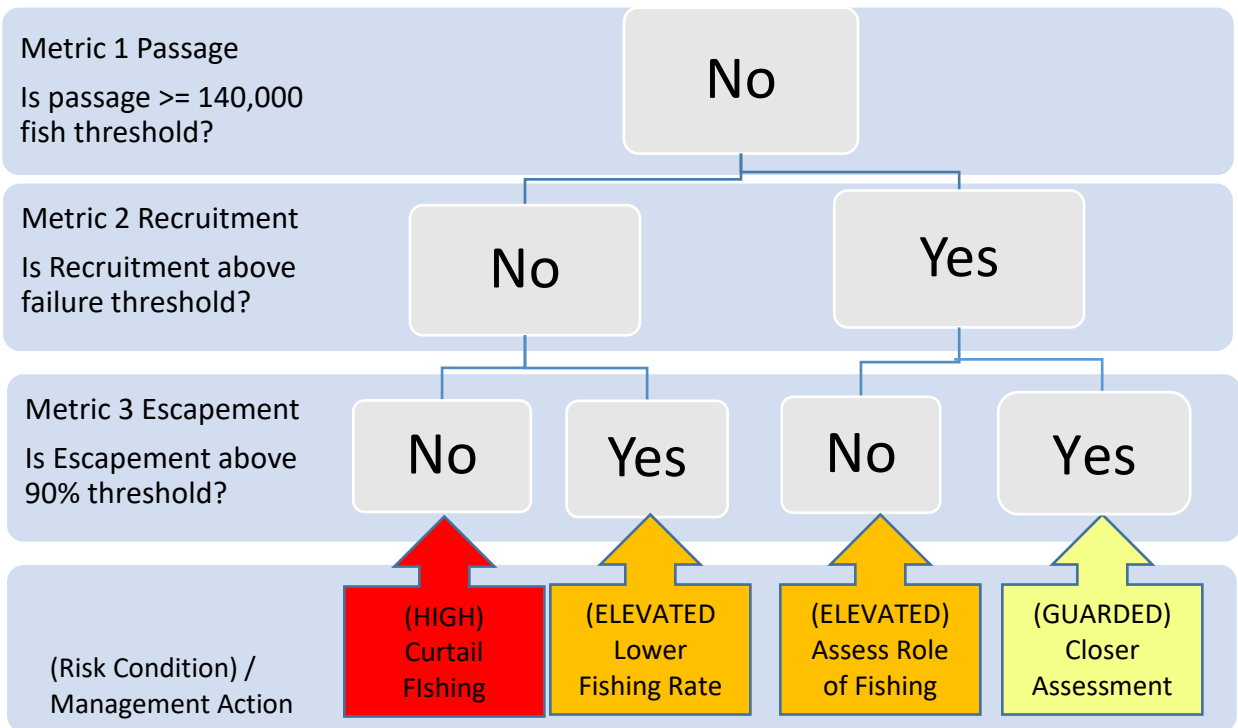 Metric 1 Passage
Is passage >= 140,000
fish threshold?
No
Metric 2 Recruitment
Is Recruitment above
failure threshold?
No
Yes
Metric 3 Escapement
Is Escapement above
90% threshold?
No
Yes
No
Yes
(Risk Condition) /
Management Action
(HIGH)
Curtail
FIshing
(ELEVATED
Lower
Fishing Rate
(ELEVATED)
Assess Role
of Fishing
(GUARDED)
Closer
Assessment